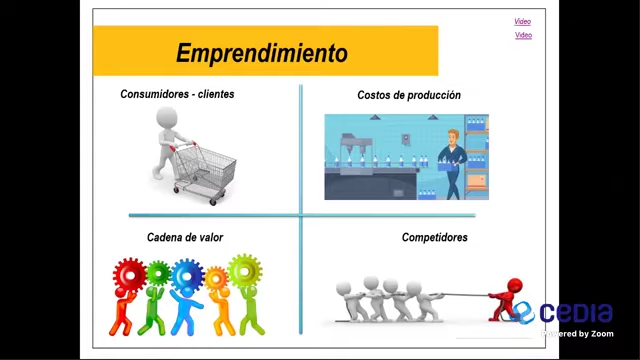 Video
Video
Emprendimiento
Consumidores - clientes
Costos de producción
Cadena de valor
Competidores
cedia
Powered by Zoom